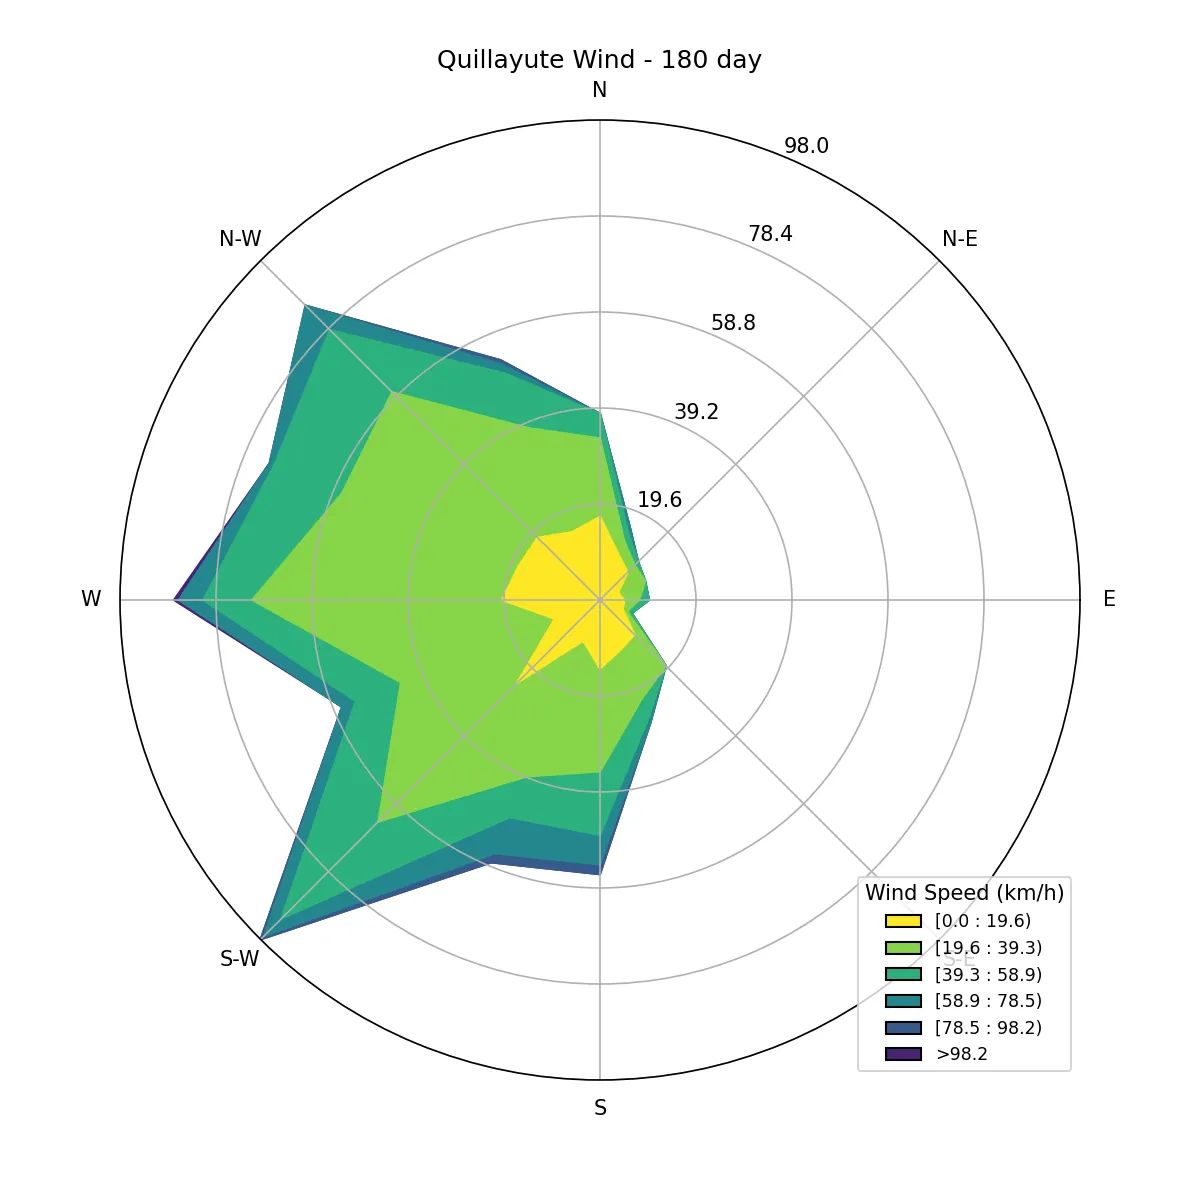 Quillayute Wind - 180 day
N
98.0
N-W
N-E
78.4
58.8
39.2
19.6
W
E
S-W
S-E
S
Wind Speed (km/h)
[0.0 : 19.6)
[19.6 : 39.3)
[39.3 : 58.9)
[58.9 : 78.5)
[78.5 : 98.2)
>98.2